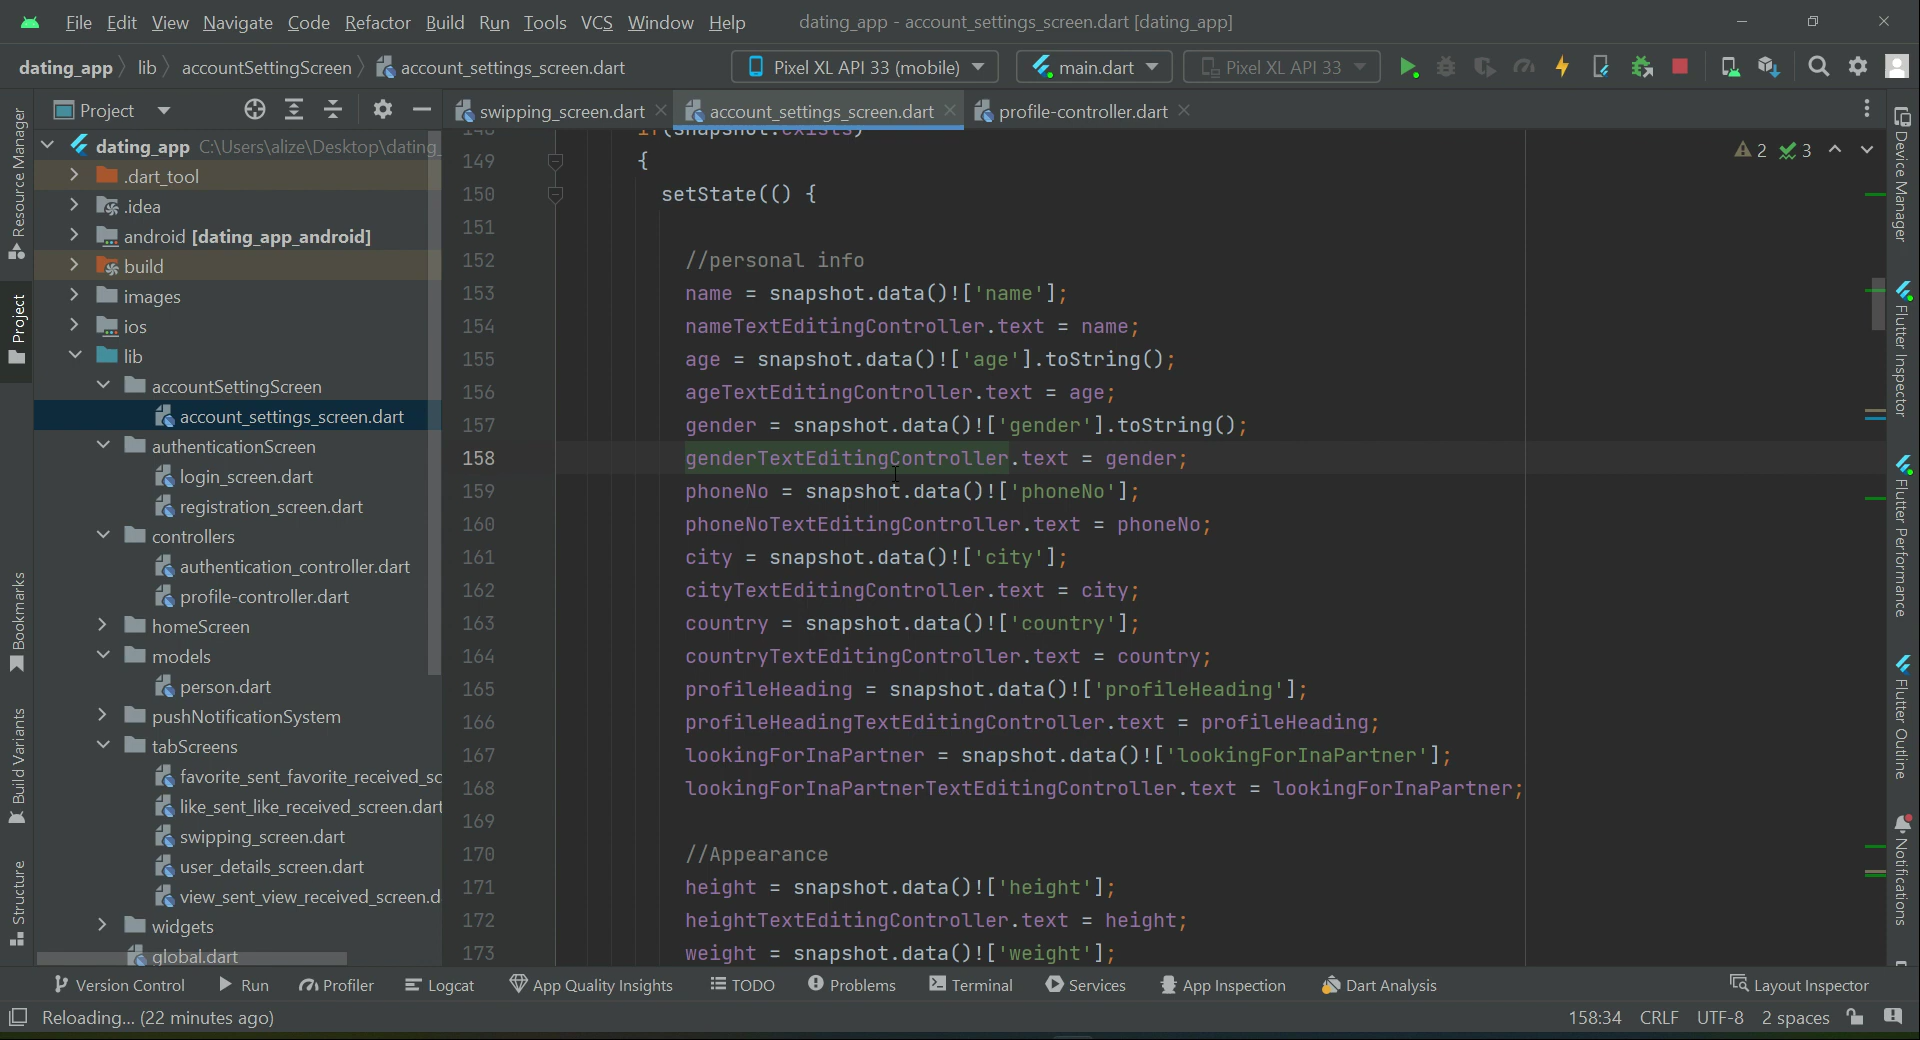 File Edit View Navigate Code Refactor Build Run Tools VCS Window Help dating_app - account_settings_screen.dart [dating_app]
dating_app lib accountSettingScreen account_settings_screen.dart Pixel XL API 33 (mobile) main.dart Pixel XL API 33
Project
swipping_screen.dart account_settings_screen.dart profile-controller.dart
Resource Manager
Project
Bookmarks
Build Variants
Structure
dating_app C:\Users\alize\Desktop\dating_
.dart_tool
.idea
android [dating_app_android]
build
images
ios
lib
accountSettingScreen
account_settings_screen.dart
authenticationScreen
login_screen.dart
registration_screen.dart
controllers
authentication_controller.dart
profile-controller.dart
homeScreen
models
person.dart
pushNotificationSystem
tabScreens
favorite_sent_favorite_received_sc
like_sent_like_received_screen.dart
swipping_screen.dart
user_details_screen.dart
view_sent_view_received_screen.d
widgets
global.dart
2 3
148 if(snapshot.exists)
149 {
150 setState(() {
151
152 //personal info
153 name = snapshot.data()!['name'];
154 nameTextEditingController.text = name;
155 age = snapshot.data()!['age'].toString();
156 ageTextEditingController.text = age;
157 gender = snapshot.data()!['gender'].toString();
158 genderTextEditingController.text = gender;
159 phoneNo = snapshot.data()!['phoneNo'];
160 phoneNoTextEditingController.text = phoneNo;
161 city = snapshot.data()!['city'];
162 cityTextEditingController.text = city;
163 country = snapshot.data()!['country'];
164 countryTextEditingController.text = country;
165 profileHeading = snapshot.data()!['profileHeading'];
166 profileHeadingTextEditingController.text = profileHeading;
167 lookingForInaPartner = snapshot.data()!['lookingForInaPartner'];
168 lookingForInaPartnerTextEditingController.text = lookingForInaPartner;
169
170 //Appearance
171 height = snapshot.data()!['height'];
172 heightTextEditingController.text = height;
173 weight = snapshot.data()!['weight'];
Device Manager
Flutter Inspector
Flutter Performance
Flutter Outline
Notifications
Version Control Run Profiler Logcat App Quality Insights TODO Problems Terminal Services App Inspection Dart Analysis Layout Inspector
Reloading... (22 minutes ago) 158:34 CRLF UTF-8 2 spaces